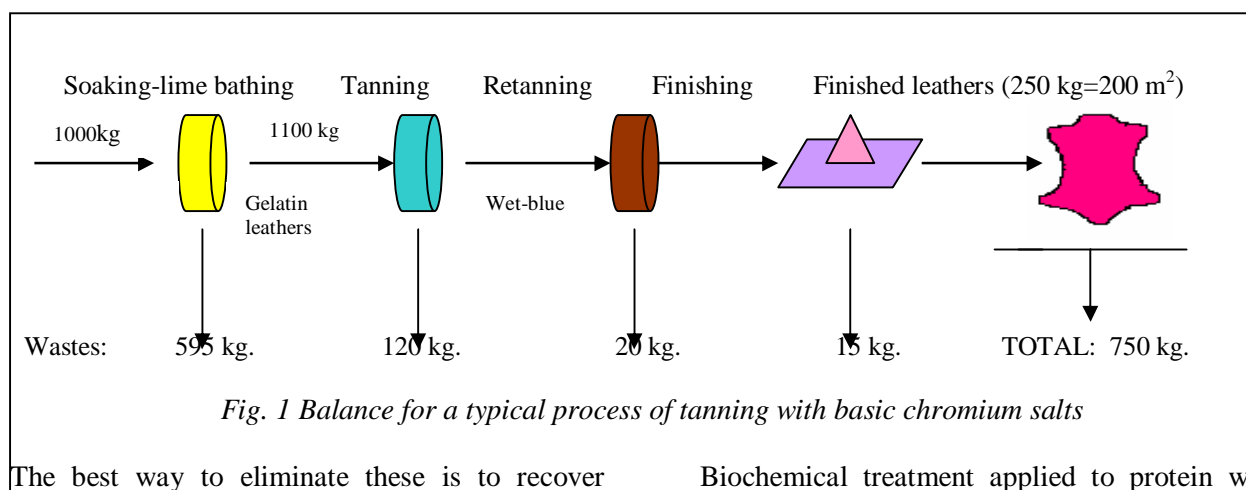 Soaking-lime bathing Tanning Retanning Finishing Finished leathers (250 kg=200 m²)
1000kg 1100 kg
Gelatin Wet-blue
leathers
Wastes: 595 kg. 120 kg. 20 kg. 15 kg. TOTAL: 750 kg.
Fig. 1 Balance for a typical process of tanning with basic chromium salts
The best way to eliminate these is to recover
Biochemical treatment applied to protein w